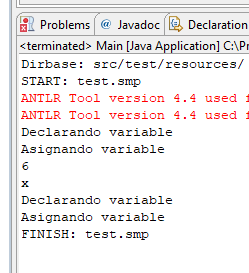 Problems @ Javadoc Declaration
<terminated> Main [Java Application] C:\Pr
Dirbase: src/test/resources/
START: test.smp
ANTLR Tool version 4.4 used f
ANTLR Tool version 4.4 used f
Declarando variable
Asignando variable
6
x
Declarando variable
Asignando variable
FINISH: test.smp